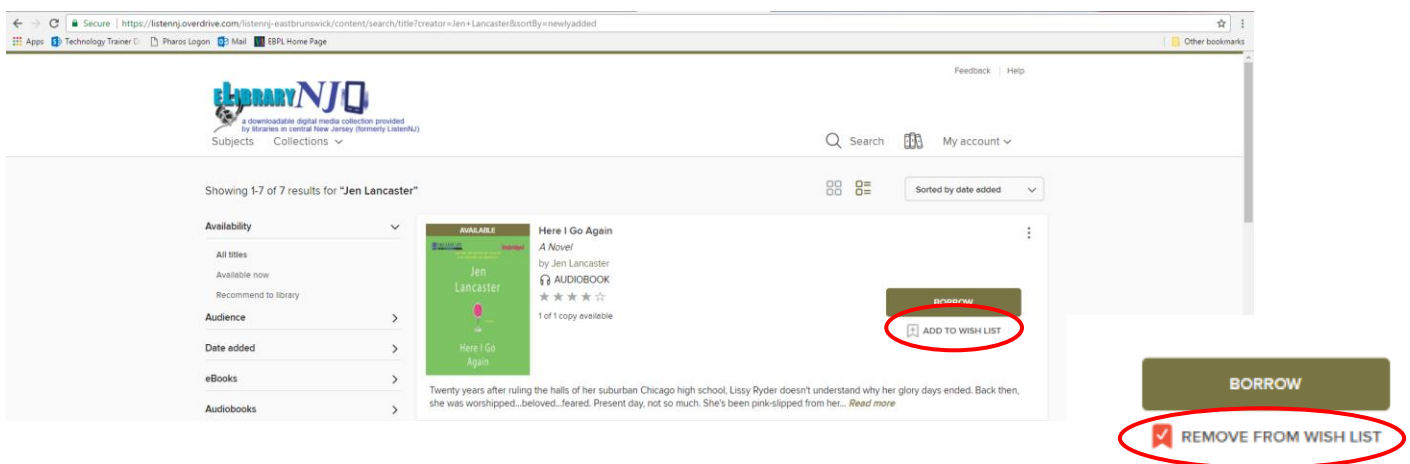 Secure | https://listennj.overdrive.com/listennj-eastbrunswick/content/search/title?creator=Jen+Lancaster&sortBy=newlyadded
Apps Technology Trainer Pharos Logon Mail EBPL Home Page Other bookmarks
Feedback | Help
eLIBRARYNJ
a downloadable digital media collection provided
by libraries in central New Jersey (formerly ListenNJ)
Subjects Collections Search My account
Showing 1-7 of 7 results for "Jen Lancaster" Sorted by date added
Availability
All titles
Available now
Recommend to library
Audience
Date added
eBooks
Audiobooks
AVAILABLE
Jen
Lancaster
Here I Go
Again
Here I Go Again
A Novel
by Jen Lancaster
AUDIOBOOK
1 of 1 copy available
BORROW
ADD TO WISH LIST
Twenty years after ruling the halls of her suburban Chicago high school, Lissy Ryder doesn't understand why her glory days ended. Back then,
she was worshipped...beloved...feared. Present day, not so much. She's been pink-slipped from her... Read more
BORROW
REMOVE FROM WISH LIST